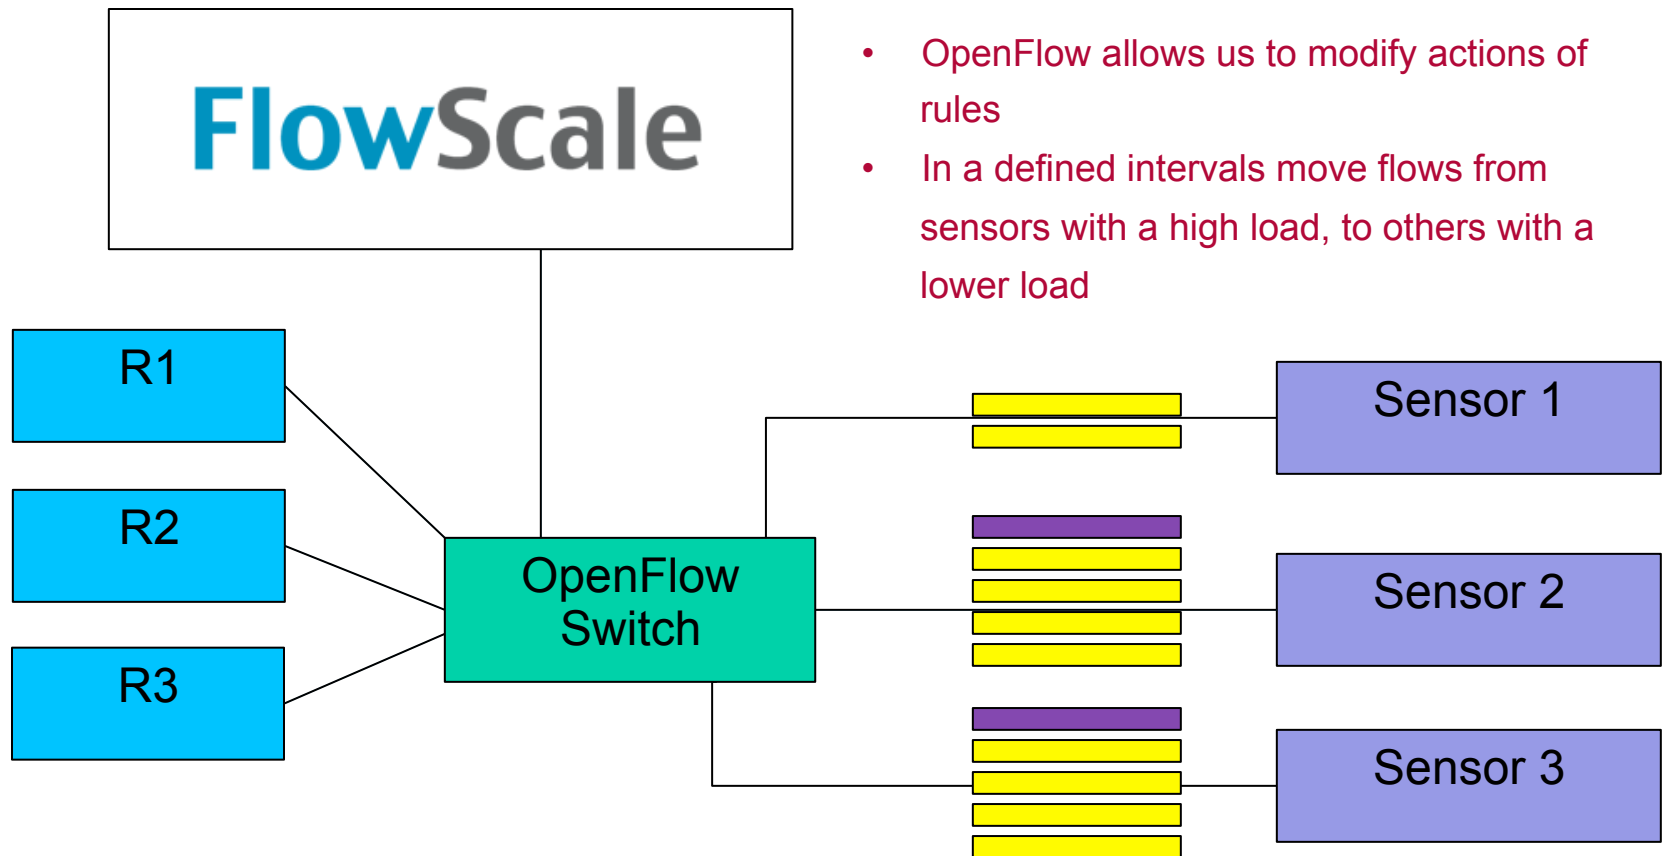 FlowScale
• OpenFlow allows us to modify actions of
rules
• In a defined intervals move flows from
sensors with a high load, to others with a
lower load
R1
R2
R3
OpenFlow
Switch
Sensor 1
Sensor 2
Sensor 3